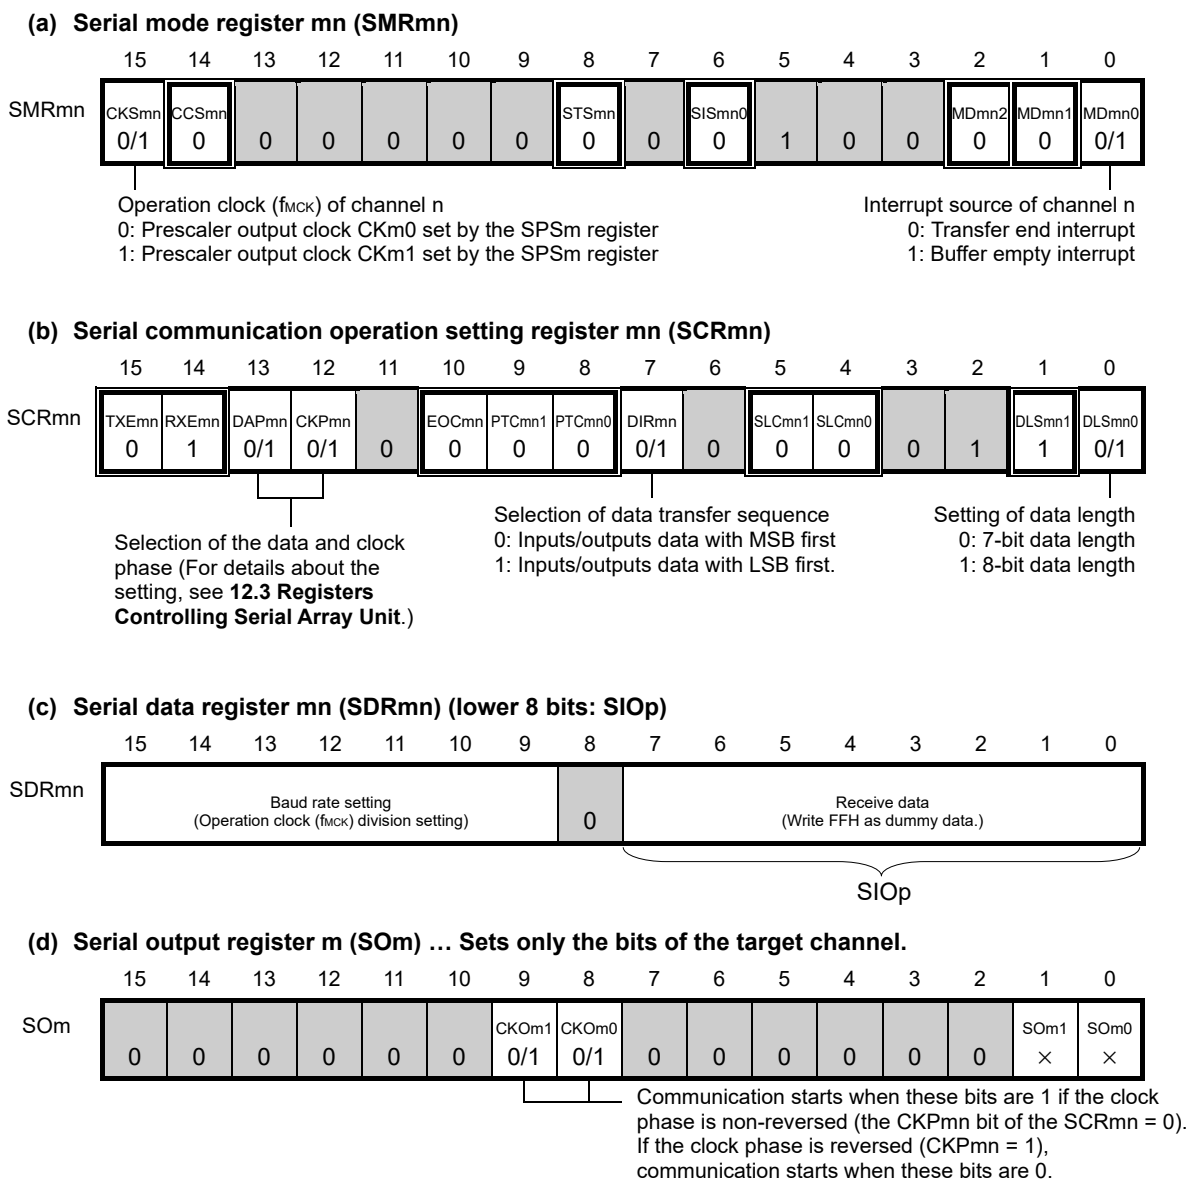 (a) Serial mode register mn (SMRmn)
15 14 13 12 11 10 9 8 7 6 5 4 3 2 1 0
SMRmn
CKSmn CCSmn STSmn SISmn0 MDmn2 MDmn1 MDmn0
0/1 0 0 0 0 0 0 0 0 0 1 0 0 0 0 0/1
Operation clock (fMCK) of channel n
0: Prescaler output clock CKm0 set by the SPSm register
1: Prescaler output clock CKm1 set by the SPSm register
Interrupt source of channel n
0: Transfer end interrupt
1: Buffer empty interrupt
(b) Serial communication operation setting register mn (SCRmn)
15 14 13 12 11 10 9 8 7 6 5 4 3 2 1 0
SCRmn
TXEmn RXEmn DAPmn CKPmn EOCmn PTCmn1 PTCmn0 DIRmn SLCmn1 SLCmn0 DLSmn1 DLSmn0
0 1 0/1 0/1 0 0 0 0 0/1 0 0 0 0 1 1 0/1
Selection of the data and clock
phase (For details about the
setting, see 12.3 Registers
Controlling Serial Array Unit.)
Selection of data transfer sequence
0: Inputs/outputs data with MSB first
1: Inputs/outputs data with LSB first.
Setting of data length
0: 7-bit data length
1: 8-bit data length
(c) Serial data register mn (SDRmn) (lower 8 bits: SIOp)
15 14 13 12 11 10 9 8 7 6 5 4 3 2 1 0
SDRmn
Baud rate setting
(Operation clock (fMCK) division setting)
0
Receive data
(Write FFH as dummy data.)
SIOp
(d) Serial output register m (SOm) … Sets only the bits of the target channel.
15 14 13 12 11 10 9 8 7 6 5 4 3 2 1 0
SOm
CKOm1 CKOm0 SOm1 SOm0
0 0 0 0 0 0 0/1 0/1 0 0 0 0 0 0 × ×
Communication starts when these bits are 1 if the clock
phase is non-reversed (the CKPmn bit of the SCRmn = 0).
If the clock phase is reversed (CKPmn = 1),
communication starts when these bits are 0.